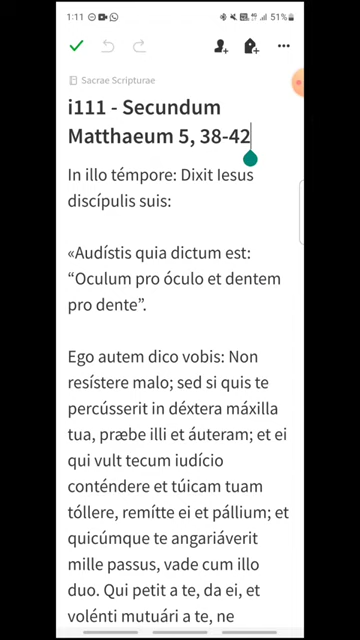 1:11 51%
Sacrae Scripturae
i111 - Secundum
Matthaeum 5, 38-42
In illo témpore: Dixit Iesus
discípulis suis:
«Audístis quia dictum est:
“Oculum pro óculo et dentem
pro dente”.
Ego autem dico vobis: Non
resístere malo; sed si quis te
percússerit in déxtera máxilla
tua, præbe illi et áuteram; et ei
qui vult tecum iudício
conténdere et túicam tuam
tóllere, remítte ei et pállium; et
quicúmque te angariáverit
mille passus, vade cum illo
duo. Qui petit a te, da ei, et
volénti mutuári a te, ne